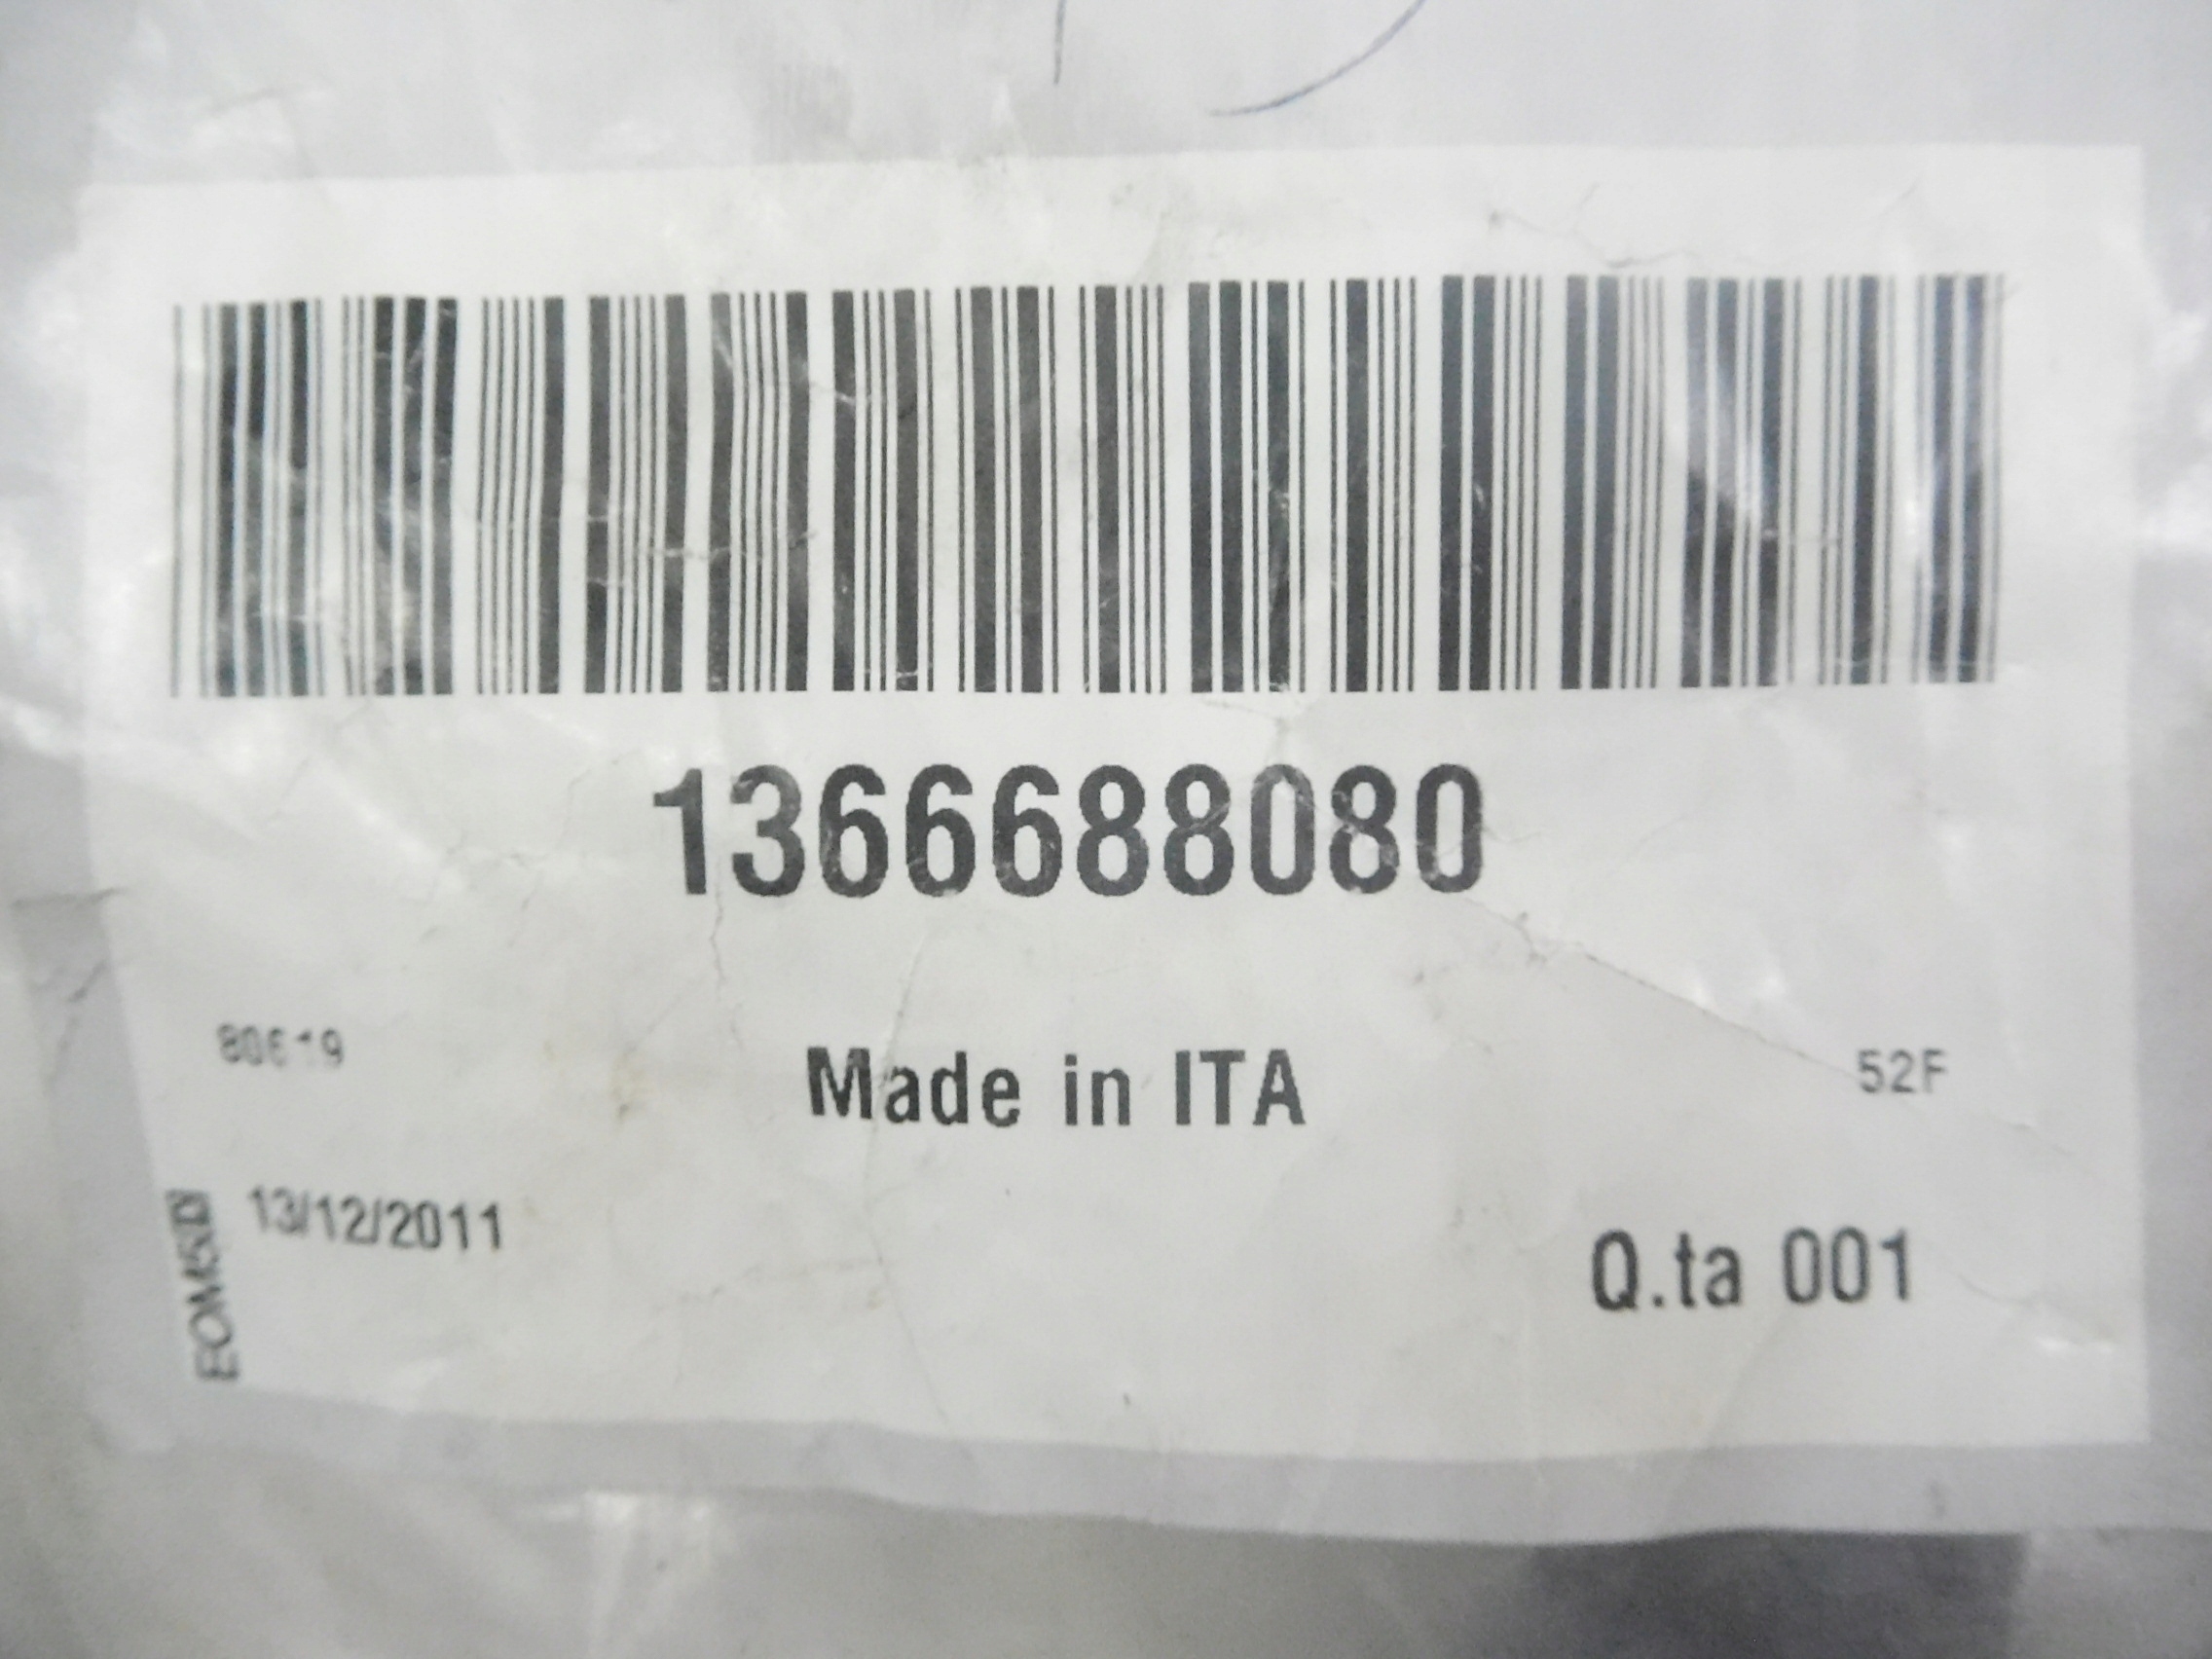 1366688080
80619
Made in ITA
52F
13/12/2011
Q.ta 001